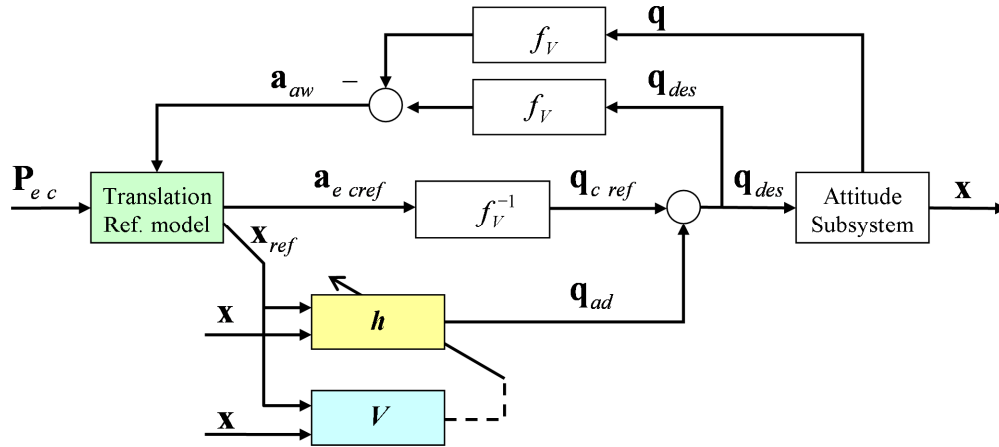 q
f_V
a_aw
−
q_des
f_V
P_e c
Translation
Ref. model
a_e cref
f_V^{-1}
q_c ref
q_des
Attitude
Subsystem
x
x_ref
x
h
q_ad
x
V